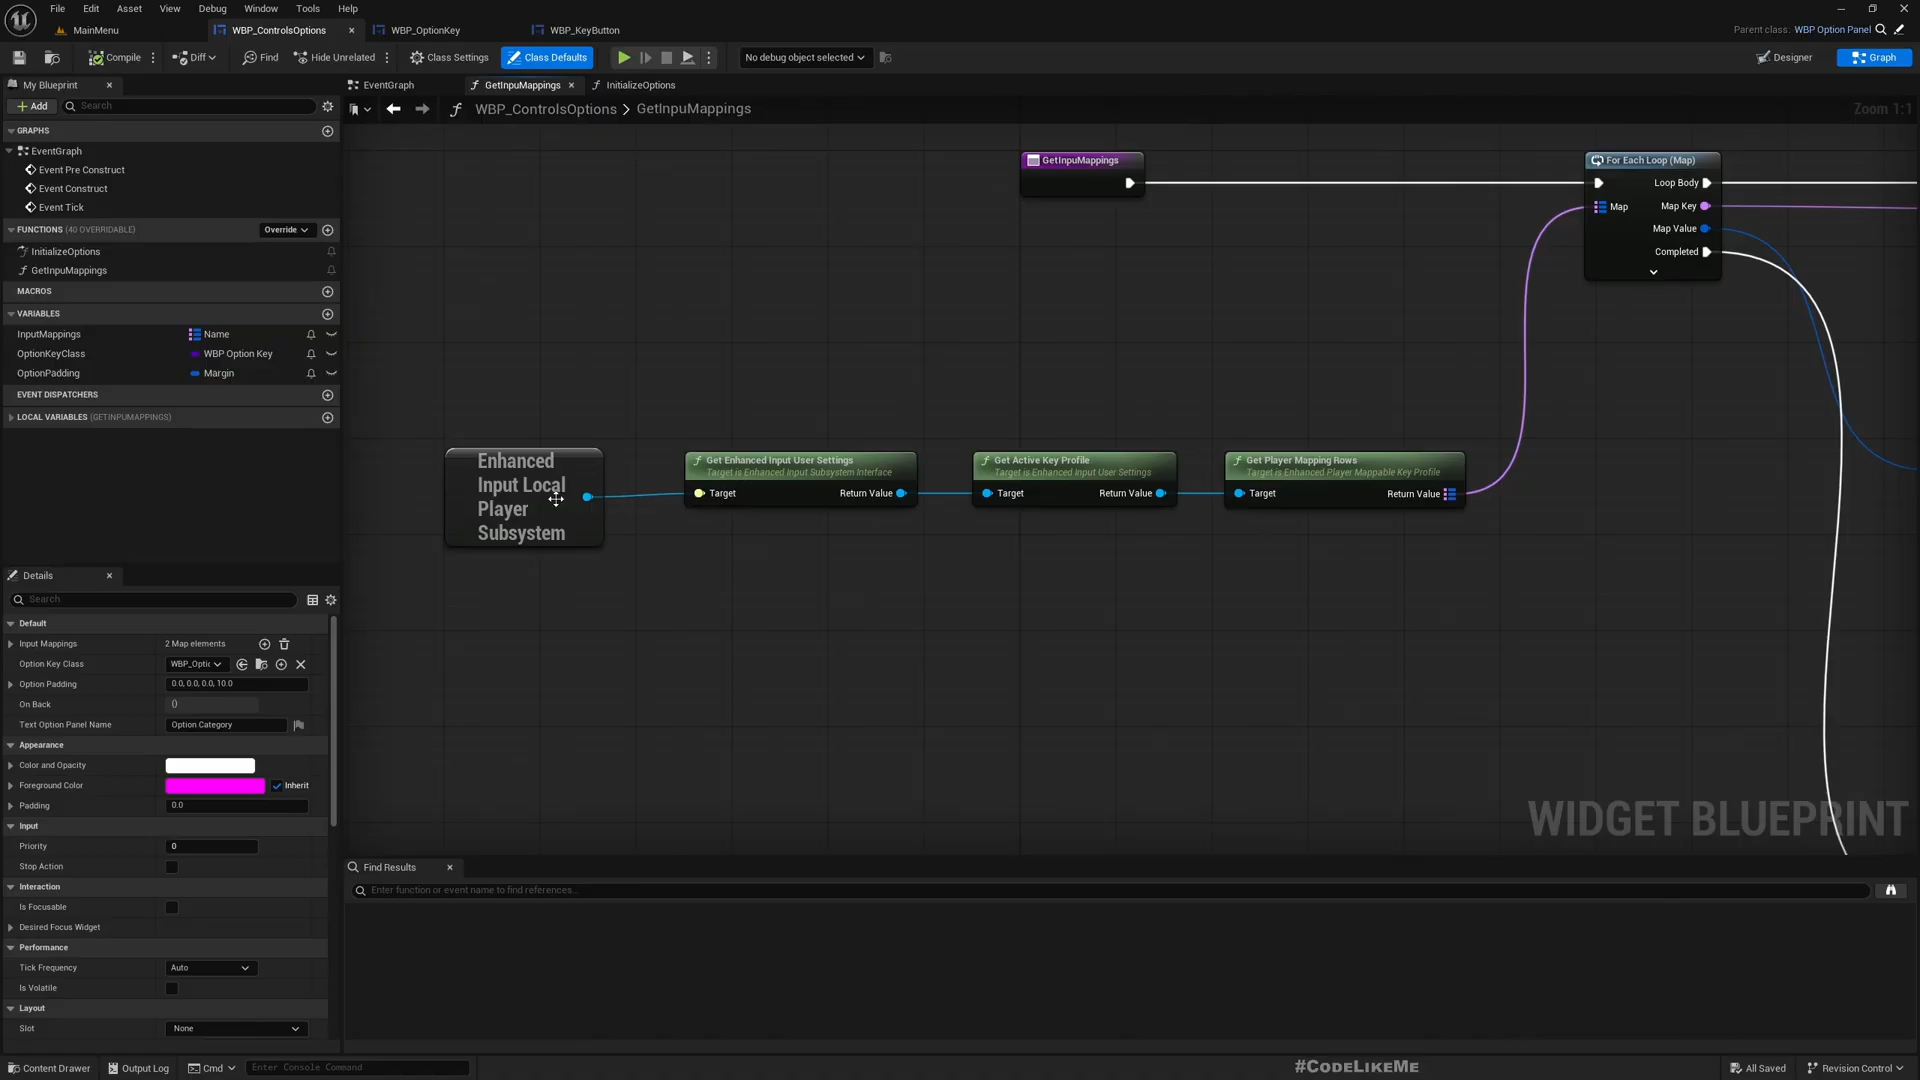 File Edit Asset View Debug Window Tools Help
MainMenu
WBP_ControlsOptions
WBP_OptionKey
WBP_KeyButton
Parent class: WBP Option Panel
Compile
Diff
Find
Hide Unrelated
Class Settings
Class Defaults
No debug object selected
Designer
Graph
My Blueprint
EventGraph
GetInpuMappings
InitializeOptions
Add
Search
WBP_ControlsOptions > GetInpuMappings
Zoom 1:1
GRAPHS
EventGraph
Event Pre Construct
Event Construct
Event Tick
FUNCTIONS (40 OVERRIDABLE)
Override
InitializeOptions
GetInpuMappings
MACROS
VARIABLES
InputMappings Name
OptionKeyClass WBP Option Key
OptionPadding Margin
EVENT DISPATCHERS
LOCAL VARIABLES (GETINPUMAPPINGS)
GetInpuMappings
For Each Loop (Map)
Loop Body
Map
Map Key
Map Value
Completed
Enhanced
Input Local
Player
Subsystem
Get Enhanced Input User Settings
Target is Enhanced Input Subsystem Interface
Target Return Value
Get Active Key Profile
Target is Enhanced Input User Settings
Target Return Value
Get Player Mapping Rows
Target is Enhanced Player Mappable Key Profile
Target Return Value
WIDGET BLUEPRINT
Details
Search
Default
Input Mappings 2 Map elements
Option Key Class WBP_Optic
Option Padding 0.0, 0.0, 0.0, 10.0
On Back ()
Text Option Panel Name Option Category
Appearance
Color and Opacity
Foreground Color Inherit
Padding 0.0
Input
Priority 0
Stop Action
Interaction
Is Focusable
Desired Focus Widget
Performance
Tick Frequency Auto
Is Volatile
Layout
Slot None
Find Results
Enter function or event name to find references...
Content Drawer
Output Log
Cmd
Enter Console Command
#CODELIKEME
All Saved
Revision Control